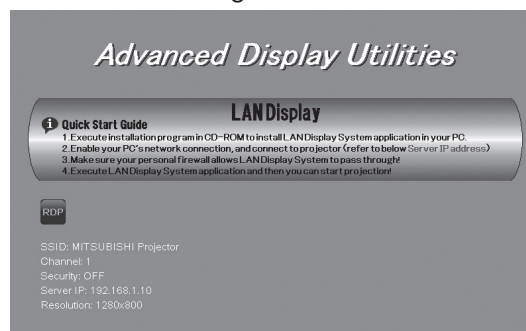 Advanced Display Utilities
LANDisplay
Quick Start Guide
1.Execute installation program in CD-ROM to install LANDisplay System application in your PC.
2.Enable your PC's network connection, and connect to projector (refer to below Server IP address)
3.Make sure your personal firewall allows LANDisplay System to pass through!
4.Execute LANDisplay System application and then you can start projection!
RDP
SSID: MITSUBISHI Projector
Channel: 1
Security: OFF
Server IP: 192.168.1.10
Resolution: 1280x800